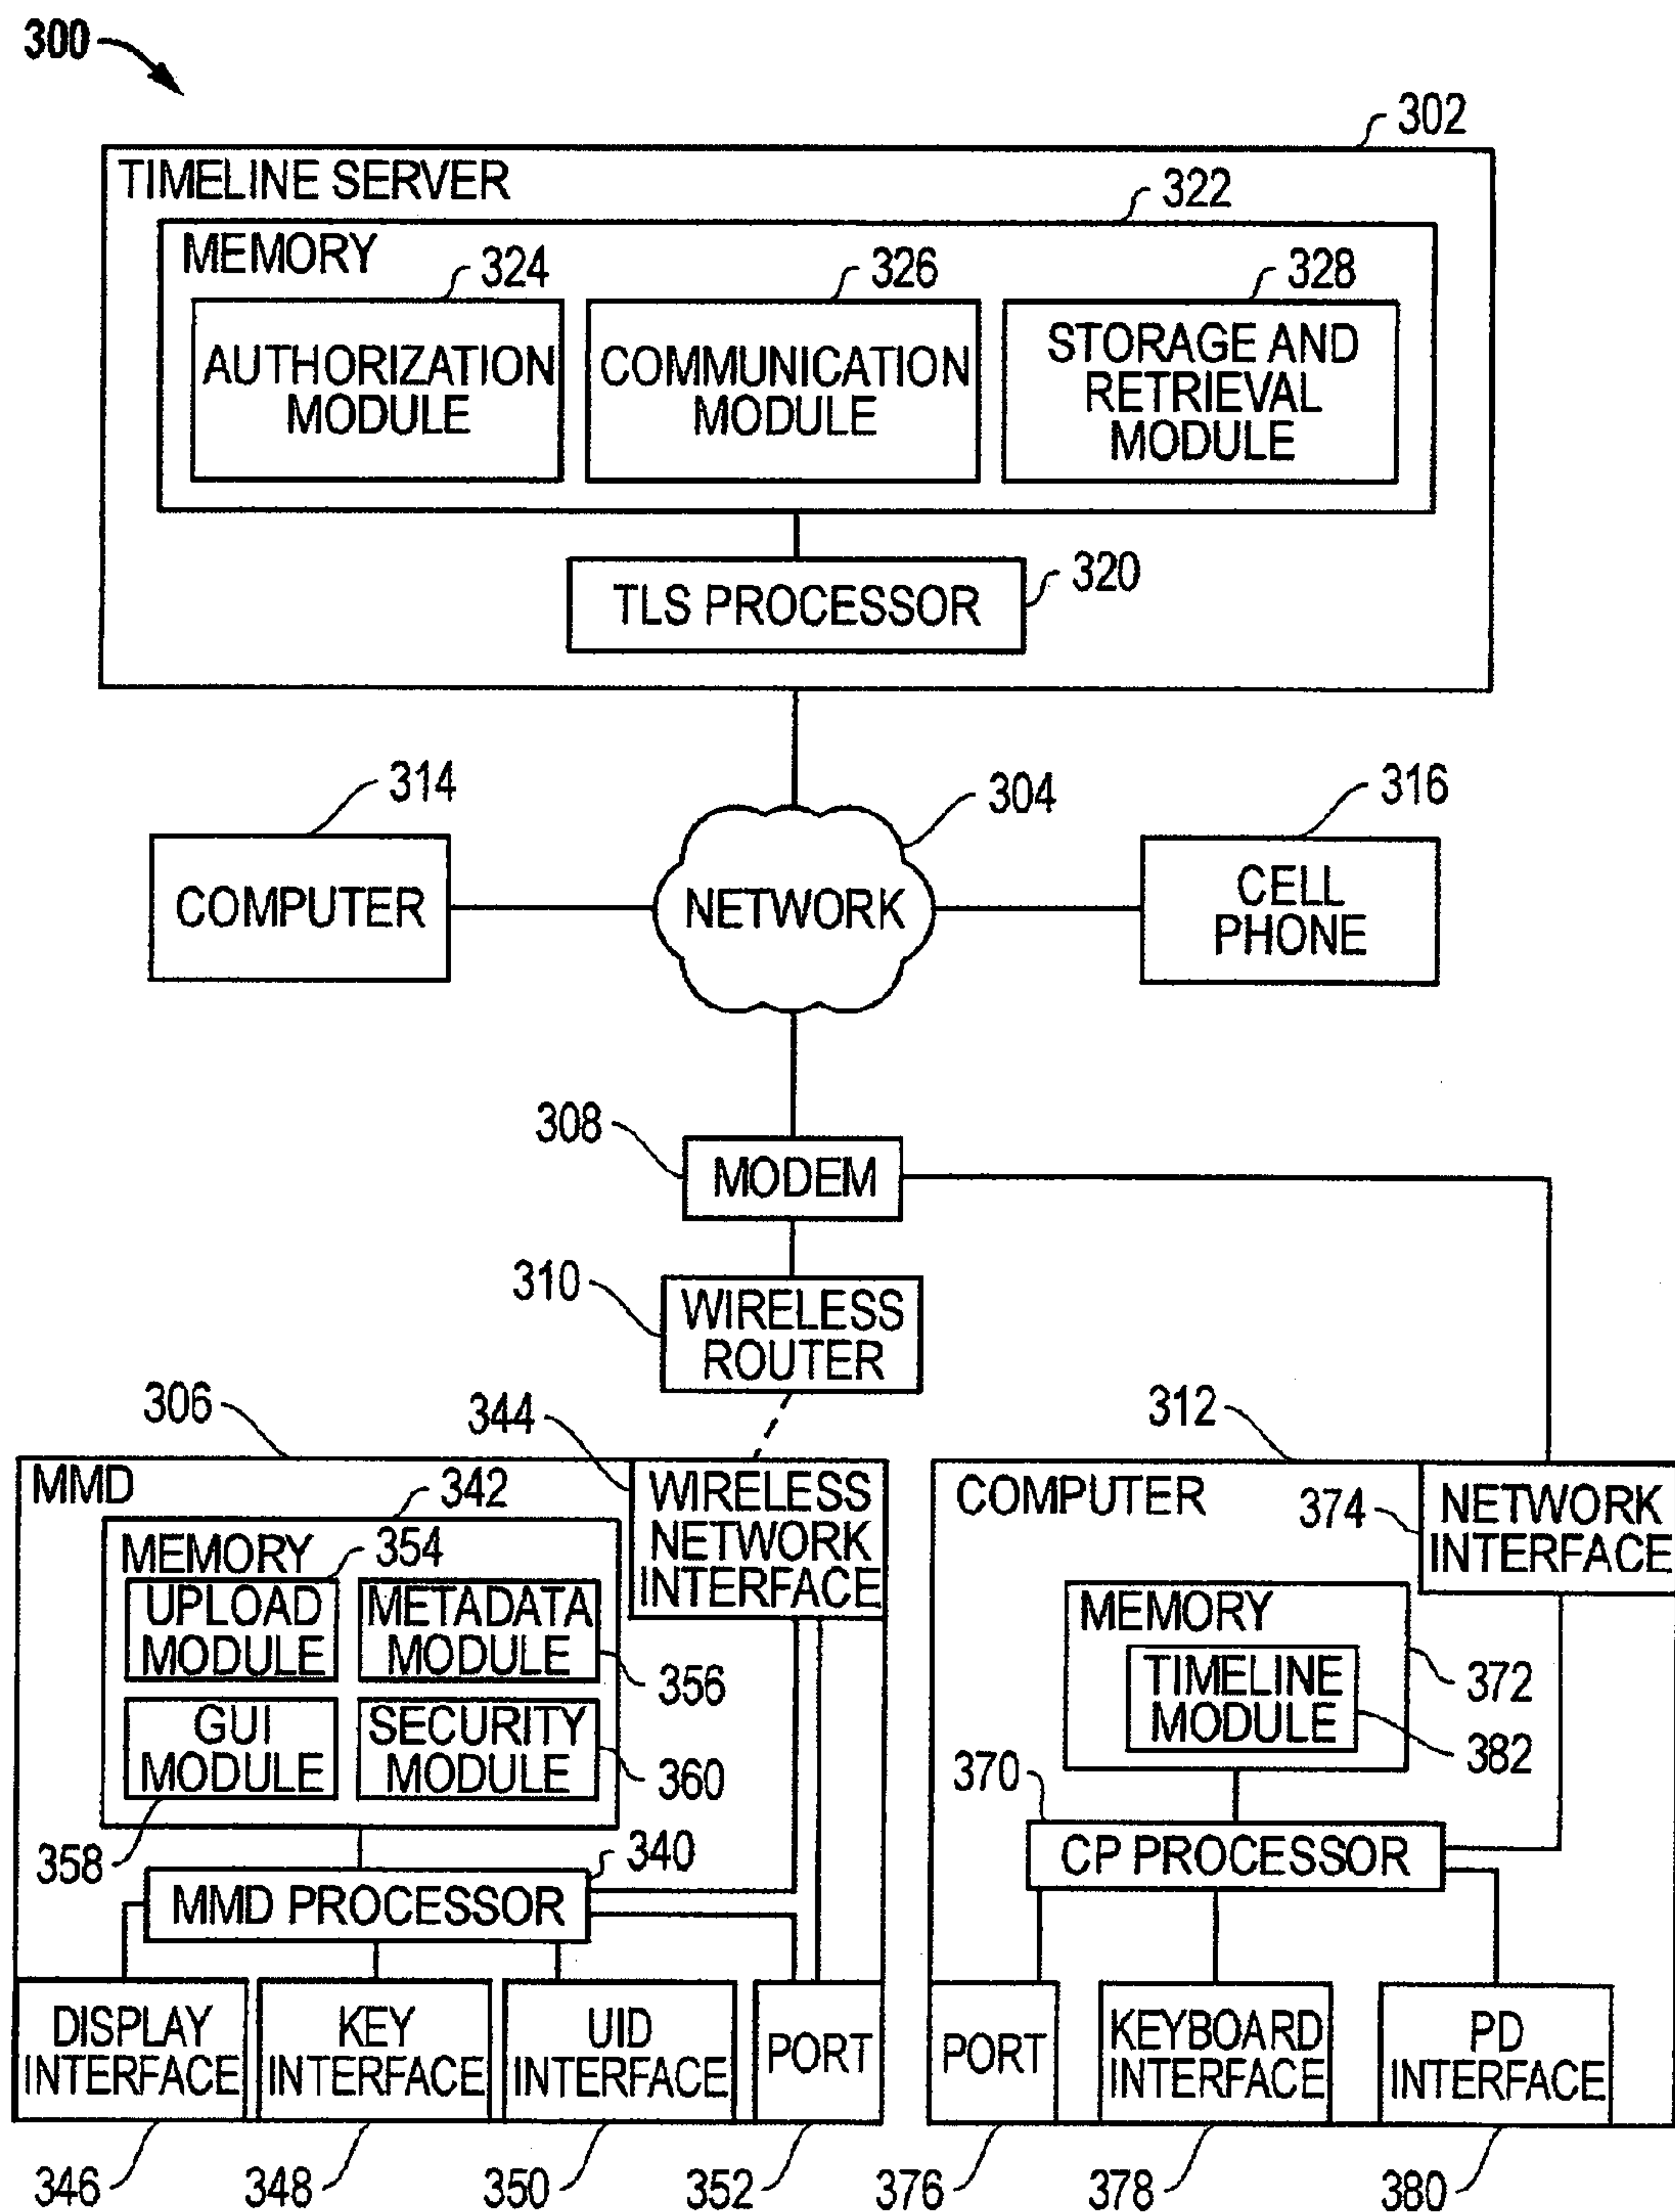 300
302
TIMELINE SERVER
322
MEMORY
324
326
328
AUTHORIZATION
MODULE
COMMUNICATION
MODULE
STORAGE AND
RETRIEVAL
MODULE
320
TLS PROCESSOR
314
304
316
COMPUTER
NETWORK
CELL
PHONE
308
MODEM
310
WIRELESS
ROUTER
306
344
312
MMD
342
WIRELESS
NETWORK
INTERFACE
MEMORY
354
UPLOAD
MODULE
METADATA
MODULE
356
GUI
MODULE
SECURITY
MODULE
360
358
340
MMD PROCESSOR
DISPLAY
INTERFACE
KEY
INTERFACE
UID
INTERFACE
PORT
346
348
350
352
COMPUTER
374
NETWORK
INTERFACE
MEMORY
TIMELINE
MODULE
372
382
370
CP PROCESSOR
PORT
KEYBOARD
INTERFACE
PD
INTERFACE
376
378
380